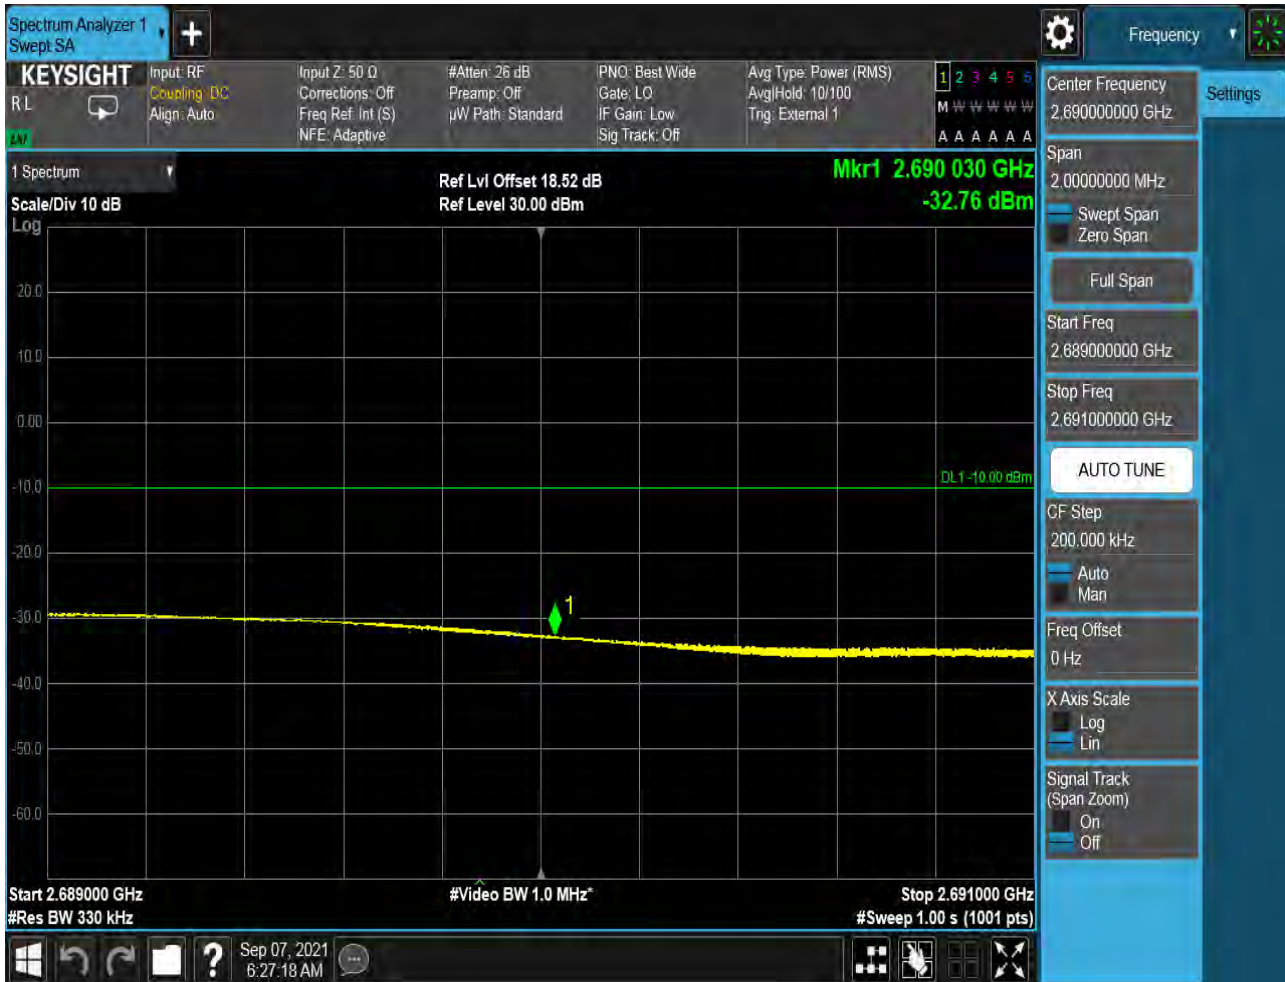 Spectrum Analyzer 1
Swept SA
Frequency
KEYSIGHT
R L
LXI
Input: RF
Coupling: DC
Align: Auto
Input Z: 50 Ω
Corrections: Off
Freq Ref: Int (S)
NFE: Adaptive
#Atten: 26 dB
Preamp: Off
µW Path: Standard
PNO: Best Wide
Gate: LO
IF Gain: Low
Sig Track: Off
Avg Type: Power (RMS)
Avg|Hold: 10/100
Trig: External 1
1 2 3 4 5 6
M W W W W W
A A A A A A
1 Spectrum
Scale/Div 10 dB
Log
Ref Lvl Offset 18.52 dB
Ref Level 30.00 dBm
Mkr1 2.690 030 GHz
-32.76 dBm
20.0
10.0
0.00
-10.0
-20.0
-30.0
-40.0
-50.0
-60.0
DL1 -10.00 dBm
1
Start 2.689000 GHz
#Res BW 330 kHz
#Video BW 1.0 MHz*
Stop 2.691000 GHz
#Sweep 1.00 s (1001 pts)
Center Frequency
2.690000000 GHz
Span
2.00000000 MHz
Swept Span
Zero Span
Full Span
Start Freq
2.689000000 GHz
Stop Freq
2.691000000 GHz
AUTO TUNE
CF Step
200.000 kHz
Auto
Man
Freq Offset
0 Hz
X Axis Scale
Log
Lin
Signal Track
(Span Zoom)
On
Off
Settings
?
Sep 07, 2021
6:27:18 AM